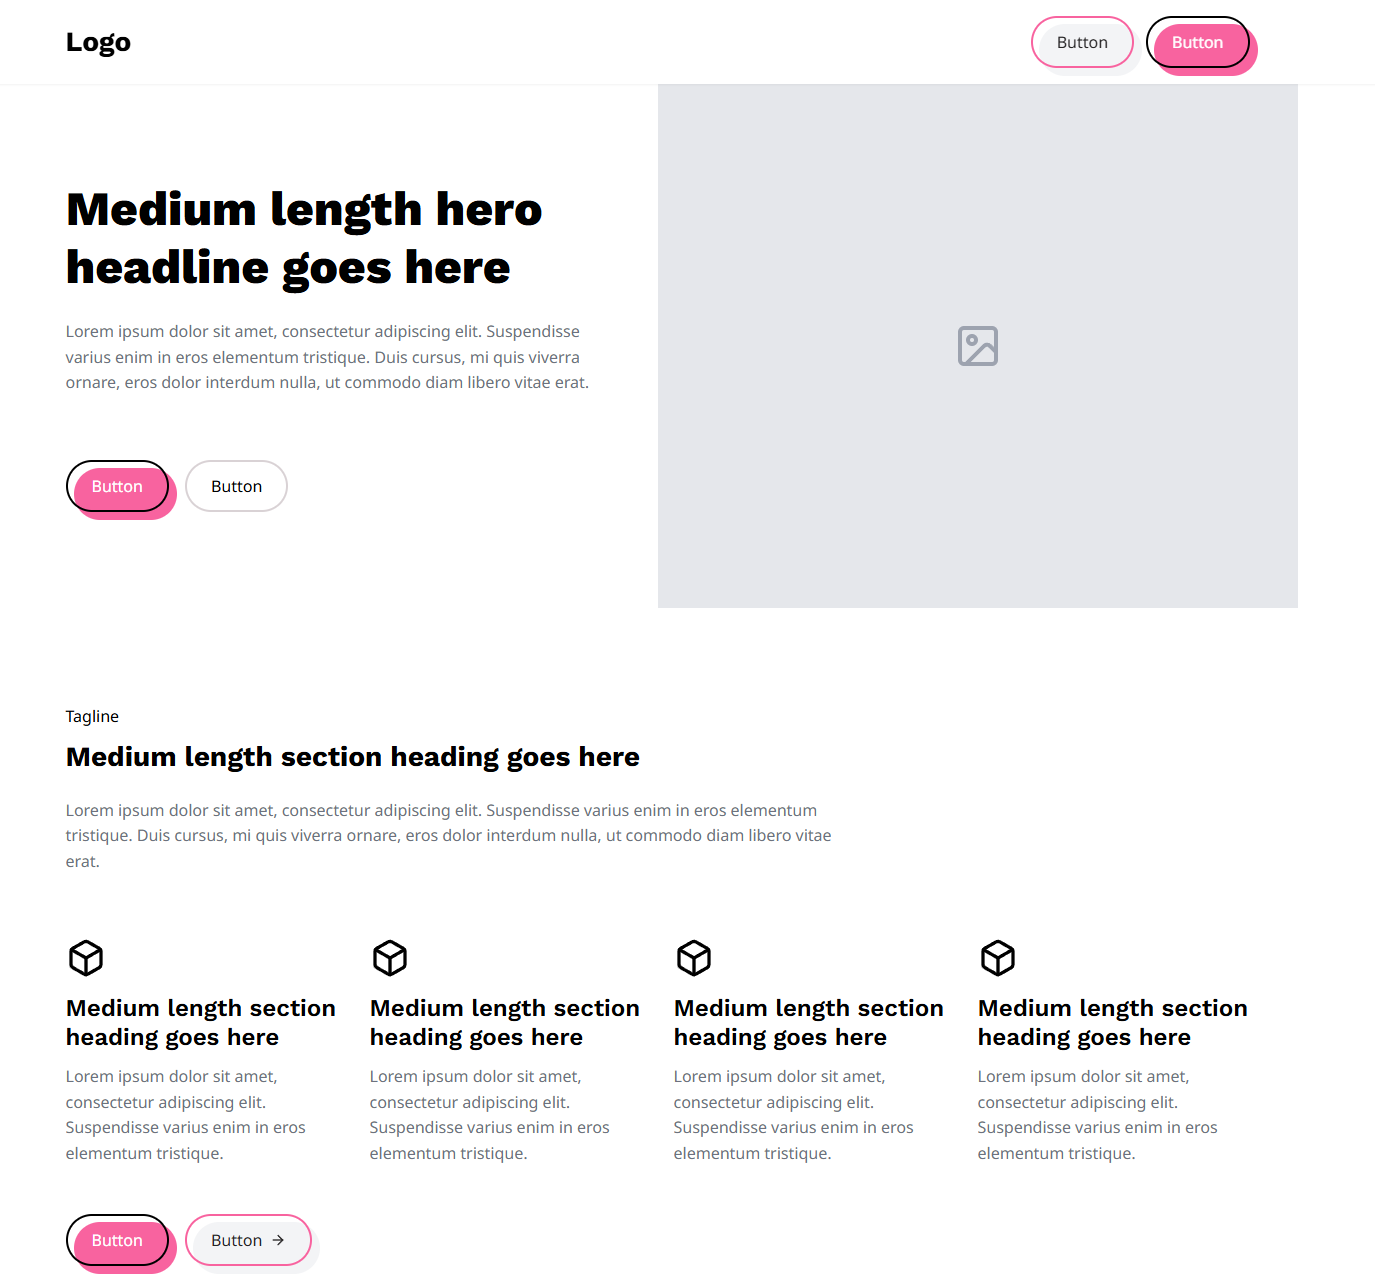 Logo
Button
Button
Medium length hero
headline goes here
Lorem ipsum dolor sit amet, consectetur adipiscing elit. Suspendisse
varius enim in eros elementum tristique. Duis cursus, mi quis viverra
ornare, eros dolor interdum nulla, ut commodo diam libero vitae erat.
Button
Button
Tagline
Medium length section heading goes here
Lorem ipsum dolor sit amet, consectetur adipiscing elit. Suspendisse varius enim in eros elementum
tristique. Duis cursus, mi quis viverra ornare, eros dolor interdum nulla, ut commodo diam libero vitae
erat.
Medium length section
heading goes here
Lorem ipsum dolor sit amet,
consectetur adipiscing elit.
Suspendisse varius enim in eros
elementum tristique.
Medium length section
heading goes here
Lorem ipsum dolor sit amet,
consectetur adipiscing elit.
Suspendisse varius enim in eros
elementum tristique.
Medium length section
heading goes here
Lorem ipsum dolor sit amet,
consectetur adipiscing elit.
Suspendisse varius enim in eros
elementum tristique.
Medium length section
heading goes here
Lorem ipsum dolor sit amet,
consectetur adipiscing elit.
Suspendisse varius enim in eros
elementum tristique.
Button
Button →